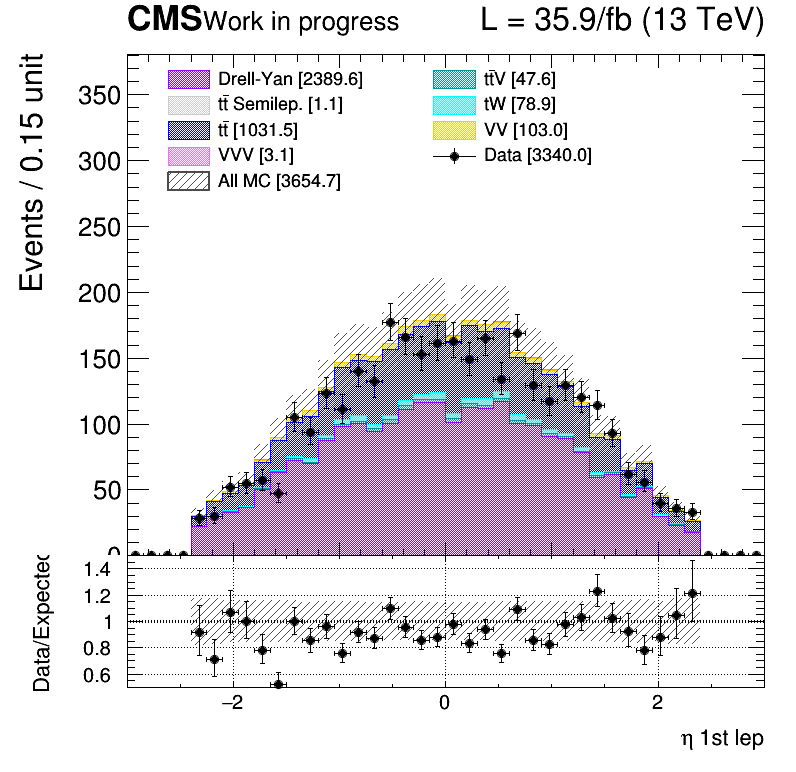 CMS Work in progress L = 35.9/fb (13 TeV)
Events / 0.15 unit
Drell-Yan [2389.6] tt̄V [47.6]
tt̄ Semilep. [1.1] tW [78.9]
tt̄ [1031.5] VV [103.0]
VVV [3.1] Data [3340.0]
All MC [3654.7]
350
300
250
200
150
100
50
0
Data/Expected
1.4
1.2
1
0.8
0.6
−2 0 2
η 1st lep